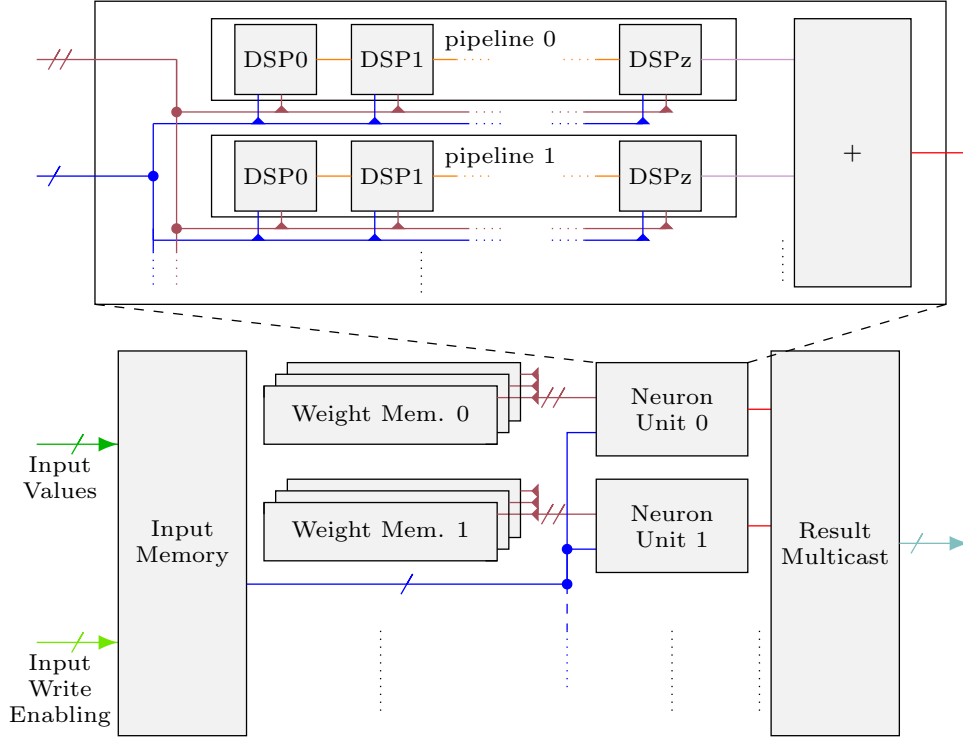 pipeline 0
DSP0 DSP1 DSPz
+
pipeline 1
DSP0 DSP1 DSPz
Weight Mem. 0
Neuron
Unit 0
Input
Values
Weight Mem. 1
Neuron
Unit 1
Input
Memory
Result
Multicast
Input
Write
Enabling